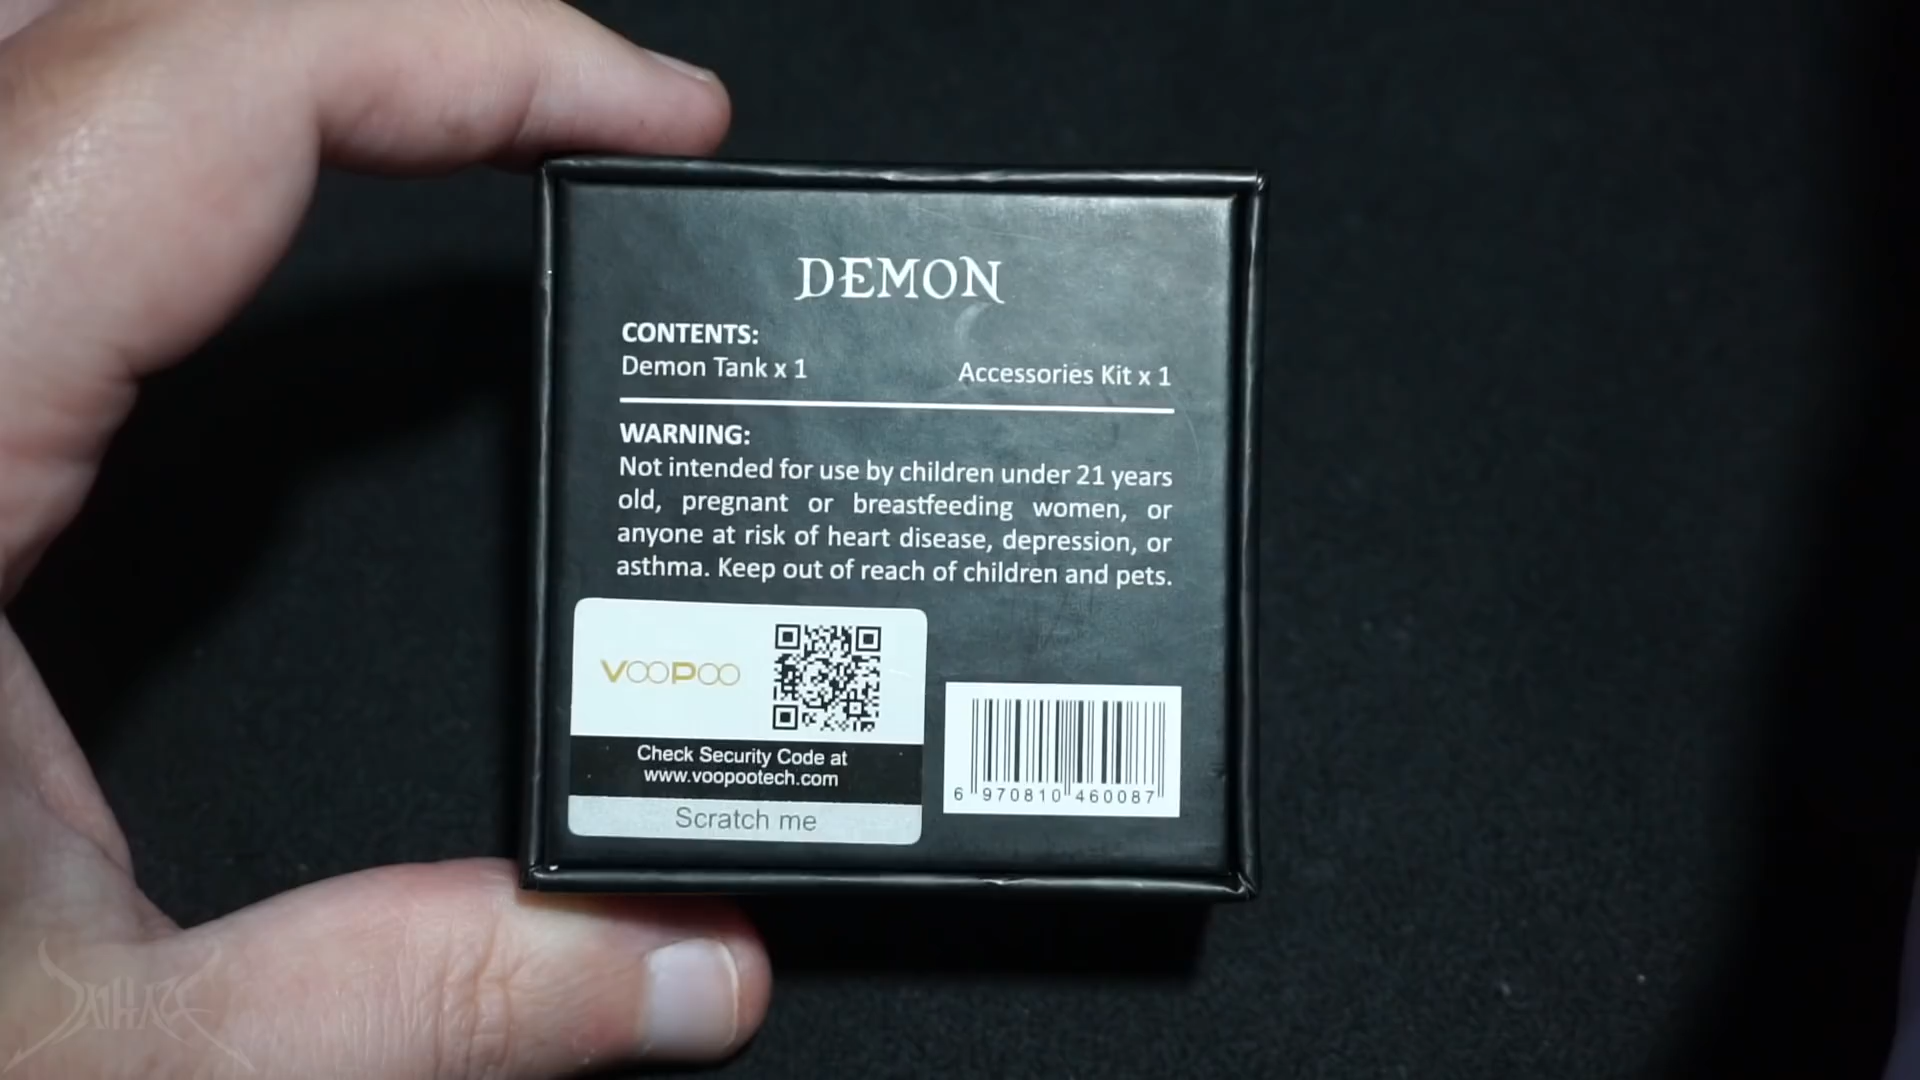 DEMON
CONTENTS:
Demon Tank x 1
Accessories Kit x 1
WARNING:
Not intended for use by children under 21 years
old, pregnant or breastfeeding women, or
anyone at risk of heart disease, depression, or
asthma. Keep out of reach of children and pets.
VOOPOO
Check Security Code at
www.voopootech.com
Scratch me
6 970810 460087